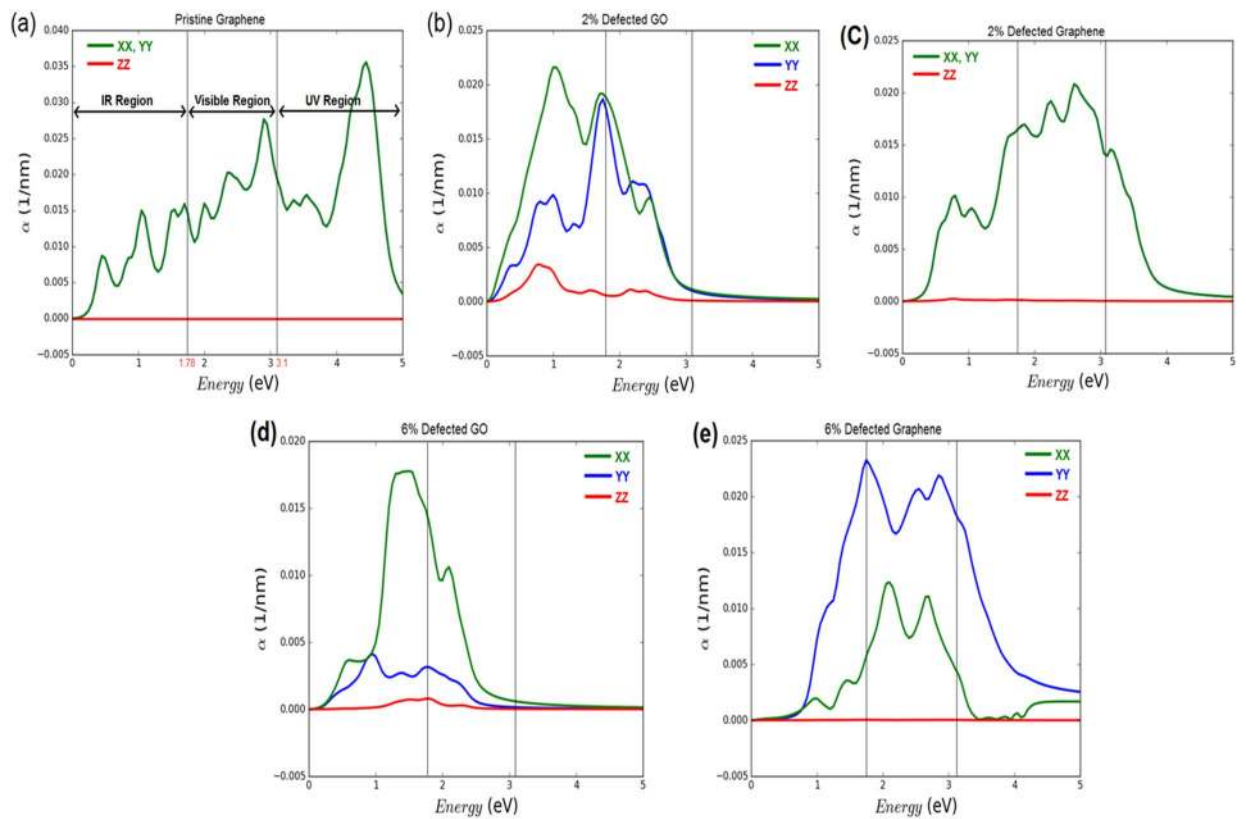 (a)
Pristine Graphene
XX, YY
ZZ
IR Region
Visible Region
UV Region
0.040
0.035
0.030
0.025
0.020
0.015
0.010
0.005
0.000
−0.005
α (1/nm)
0 1 1.78 2 3 3.1 4 5
Energy (eV)
(b)
2% Defected GO
XX
YY
ZZ
0.025
0.020
0.015
0.010
0.005
0.000
−0.005
α (1/nm)
0 1 2 3 4 5
Energy (eV)
(C)
2% Defected Graphene
XX, YY
ZZ
0.025
0.020
0.015
0.010
0.005
0.000
−0.005
α (1/nm)
0 1 2 3 4 5
Energy (eV)
(d)
6% Defected GO
XX
YY
ZZ
0.020
0.015
0.010
0.005
0.000
−0.005
α (1/nm)
0 1 2 3 4 5
Energy (eV)
(e)
6% Defected Graphene
XX
YY
ZZ
0.025
0.020
0.015
0.010
0.005
0.000
−0.005
α (1/nm)
0 1 2 3 4 5
Energy (eV)